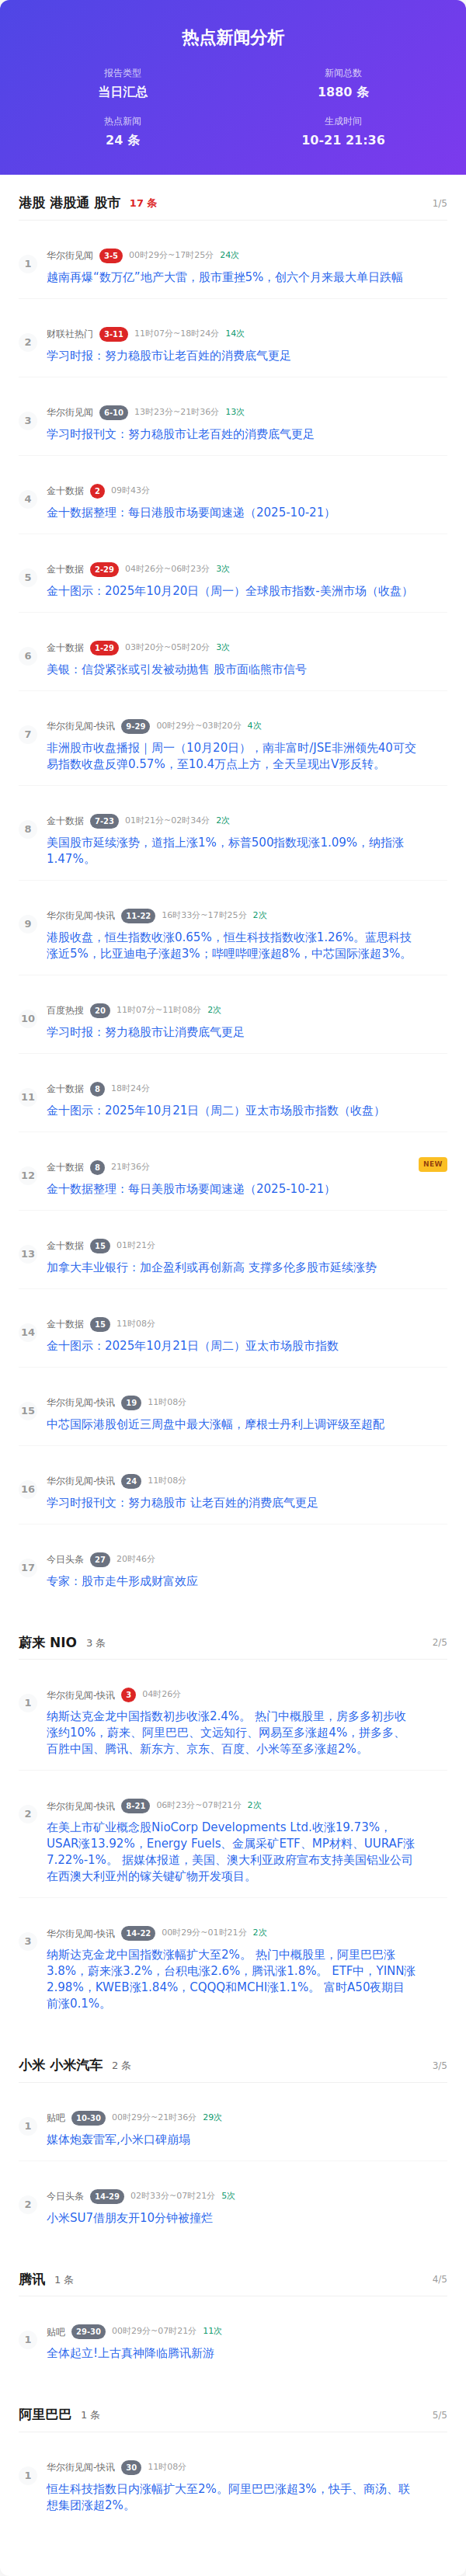 热点新闻分析
报告类型
当日汇总
新闻总数
1880 条
热点新闻
24 条
生成时间
10-21 21:36
港股 港股通 股市 17 条 1/5
1
华尔街见闻 3-5 00时29分~17时25分 24次
越南再爆“数万亿”地产大雷，股市重挫5%，创六个月来最大单日跌幅
2
财联社热门 3-11 11时07分~18时24分 14次
学习时报：努力稳股市让老百姓的消费底气更足
3
华尔街见闻 6-10 13时23分~21时36分 13次
学习时报刊文：努力稳股市让老百姓的消费底气更足
4
金十数据 2 09时43分
金十数据整理：每日港股市场要闻速递（2025-10-21）
5
金十数据 2-29 04时26分~06时23分 3次
金十图示：2025年10月20日（周一）全球股市指数-美洲市场（收盘）
6
金十数据 1-29 03时20分~05时20分 3次
美银：信贷紧张或引发被动抛售 股市面临熊市信号
7
华尔街见闻-快讯 9-29 00时29分~03时20分 4次
非洲股市收盘播报｜周一（10月20日），南非富时/JSE非洲领先40可交
易指数收盘反弹0.57%，至10.4万点上方，全天呈现出V形反转。
8
金十数据 7-23 01时21分~02时34分 2次
美国股市延续涨势，道指上涨1%，标普500指数现涨1.09%，纳指涨
1.47%。
9
华尔街见闻-快讯 11-22 16时33分~17时25分 2次
港股收盘，恒生指数收涨0.65%，恒生科技指数收涨1.26%。蓝思科技
涨近5%，比亚迪电子涨超3%；哔哩哔哩涨超8%，中芯国际涨超3%。
10
百度热搜 20 11时07分~11时08分 2次
学习时报：努力稳股市让消费底气更足
11
金十数据 8 18时24分
金十图示：2025年10月21日（周二）亚太市场股市指数（收盘）
12
金十数据 8 21时36分 NEW
金十数据整理：每日美股市场要闻速递（2025-10-21）
13
金十数据 15 01时21分
加拿大丰业银行：加企盈利或再创新高 支撑多伦多股市延续涨势
14
金十数据 15 11时08分
金十图示：2025年10月21日（周二）亚太市场股市指数
15
华尔街见闻-快讯 19 11时08分
中芯国际港股创近三周盘中最大涨幅，摩根士丹利上调评级至超配
16
华尔街见闻-快讯 24 11时08分
学习时报刊文：努力稳股市 让老百姓的消费底气更足
17
今日头条 27 20时46分
专家：股市走牛形成财富效应
蔚来 NIO 3 条 2/5
1
华尔街见闻-快讯 3 04时26分
纳斯达克金龙中国指数初步收涨2.4%。 热门中概股里，房多多初步收
涨约10%，蔚来、阿里巴巴、文远知行、网易至多涨超4%，拼多多、
百胜中国、腾讯、新东方、京东、百度、小米等至多涨超2%。
2
华尔街见闻-快讯 8-21 06时23分~07时21分 2次
在美上市矿业概念股NioCorp Developments Ltd.收涨19.73%，
USAR涨13.92%，Energy Fuels、金属采矿ETF、MP材料、UURAF涨
7.22%-1%。 据媒体报道，美国、澳大利亚政府宣布支持美国铝业公司
在西澳大利亚州的镓关键矿物开发项目。
3
华尔街见闻-快讯 14-22 00时29分~01时21分 2次
纳斯达克金龙中国指数涨幅扩大至2%。 热门中概股里，阿里巴巴涨
3.8%，蔚来涨3.2%，台积电涨2.6%，腾讯涨1.8%。 ETF中，YINN涨
2.98%，KWEB涨1.84%，CQQQ和MCHI涨1.1%。 富时A50夜期目
前涨0.1%。
小米 小米汽车 2 条 3/5
1
贴吧 10-30 00时29分~21时36分 29次
媒体炮轰雷军,小米口碑崩塌
2
今日头条 14-29 02时33分~07时21分 5次
小米SU7借朋友开10分钟被撞烂
腾讯 1 条 4/5
1
贴吧 29-30 00时29分~07时21分 11次
全体起立!上古真神降临腾讯新游
阿里巴巴 1 条 5/5
1
华尔街见闻-快讯 30 11时08分
恒生科技指数日内涨幅扩大至2%。阿里巴巴涨超3%，快手、商汤、联
想集团涨超2%。